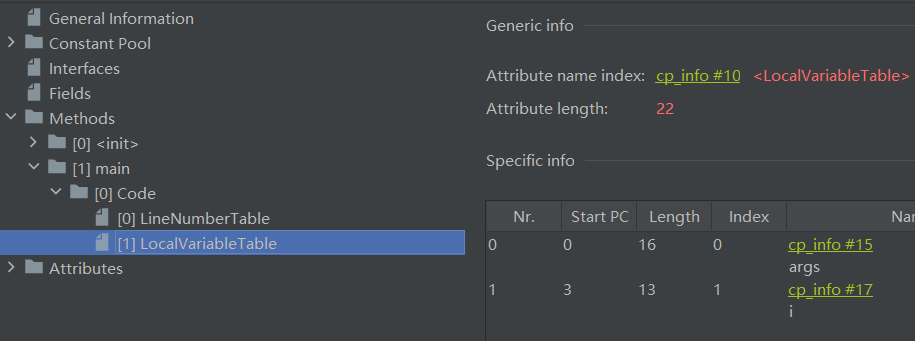 General Information
Constant Pool
Interfaces
Fields
Methods
[0] <init>
[1] main
[0] Code
[0] LineNumberTable
[1] LocalVariableTable
Attributes
Generic info
Attribute name index: cp_info #10 <LocalVariableTable>
Attribute length: 22
Specific info
Nr. Start PC Length Index Nar
0 0 16 0 cp_info #15
args
1 3 13 1 cp_info #17
i